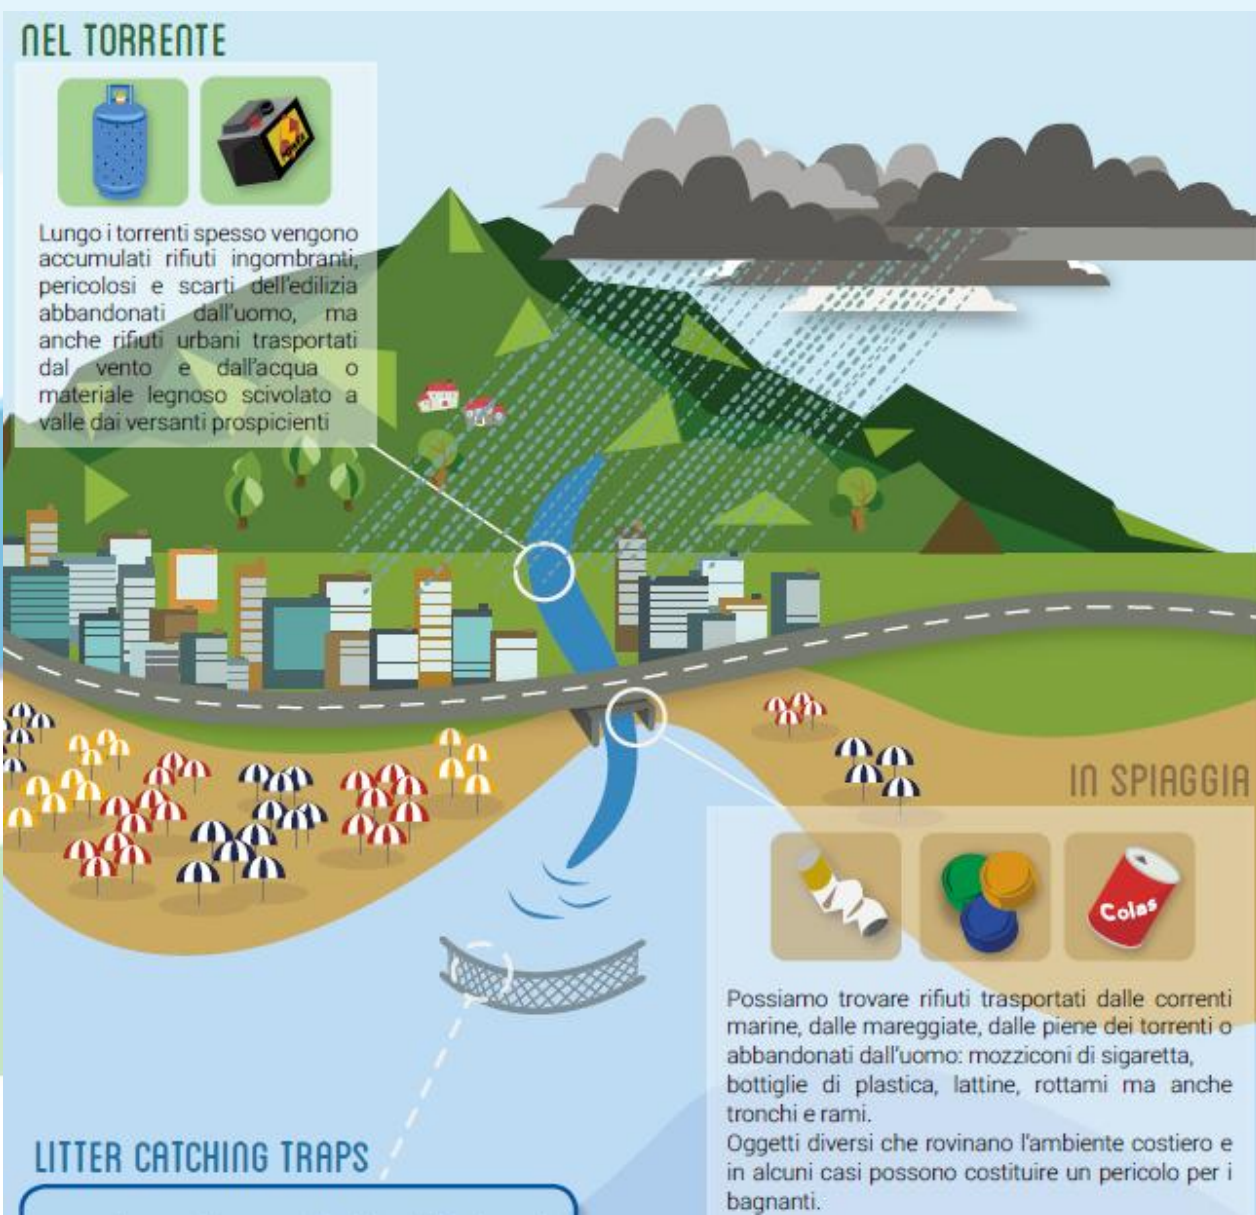 NEL TORRENTE
Lungo i torrenti spesso vengono
accumulati rifiuti ingombranti,
pericolosi e scarti dell'edilizia
abbandonati dall'uomo, ma
anche rifiuti urbani trasportati
dal vento e dall'acqua o
materiale legnoso scivolato a
valle dai versanti prospicienti
IN SPIAGGIA
Colas
Possiamo trovare rifiuti trasportati dalle correnti
marine, dalle mareggiate, dalle piene dei torrenti o
abbandonati dall'uomo: mozziconi di sigaretta,
bottiglie di plastica, lattine, rottami ma anche
tronchi e rami.
Oggetti diversi che rovinano l'ambiente costiero e
in alcuni casi possono costituire un pericolo per i
bagnanti.
LITTER CATCHING TRAPS